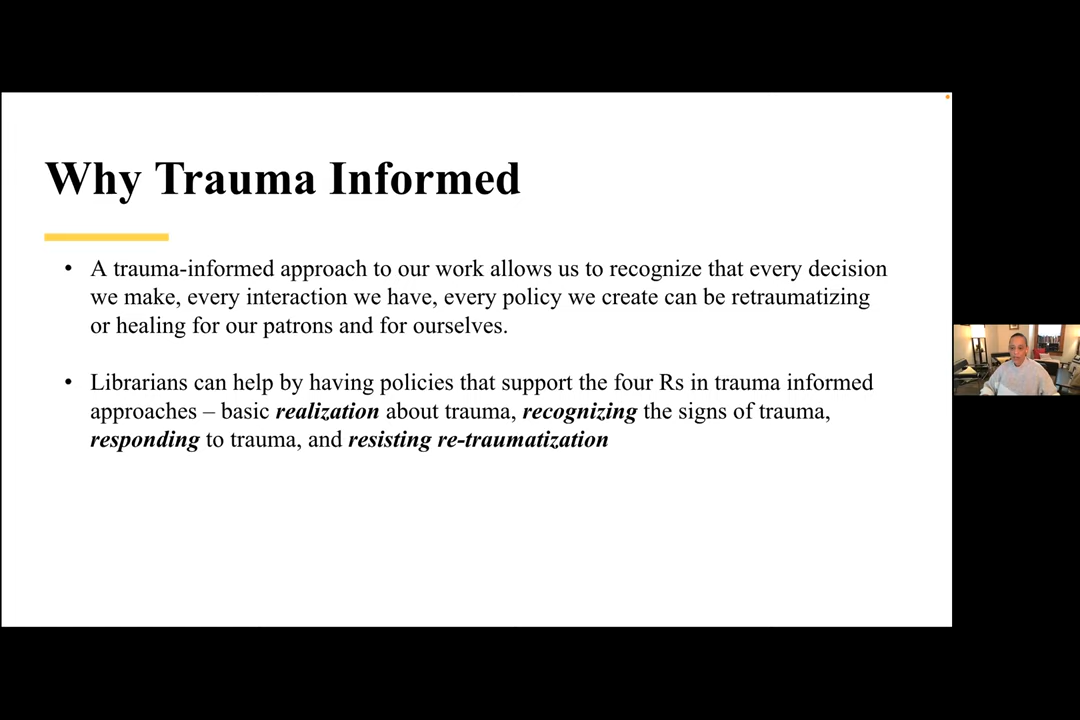 Why Trauma Informed
• A trauma-informed approach to our work allows us to recognize that every decision
we make, every interaction we have, every policy we create can be retraumatizing
or healing for our patrons and for ourselves.
• Librarians can help by having policies that support the four Rs in trauma informed
approaches – basic realization about trauma, recognizing the signs of trauma,
responding to trauma, and resisting re-traumatization